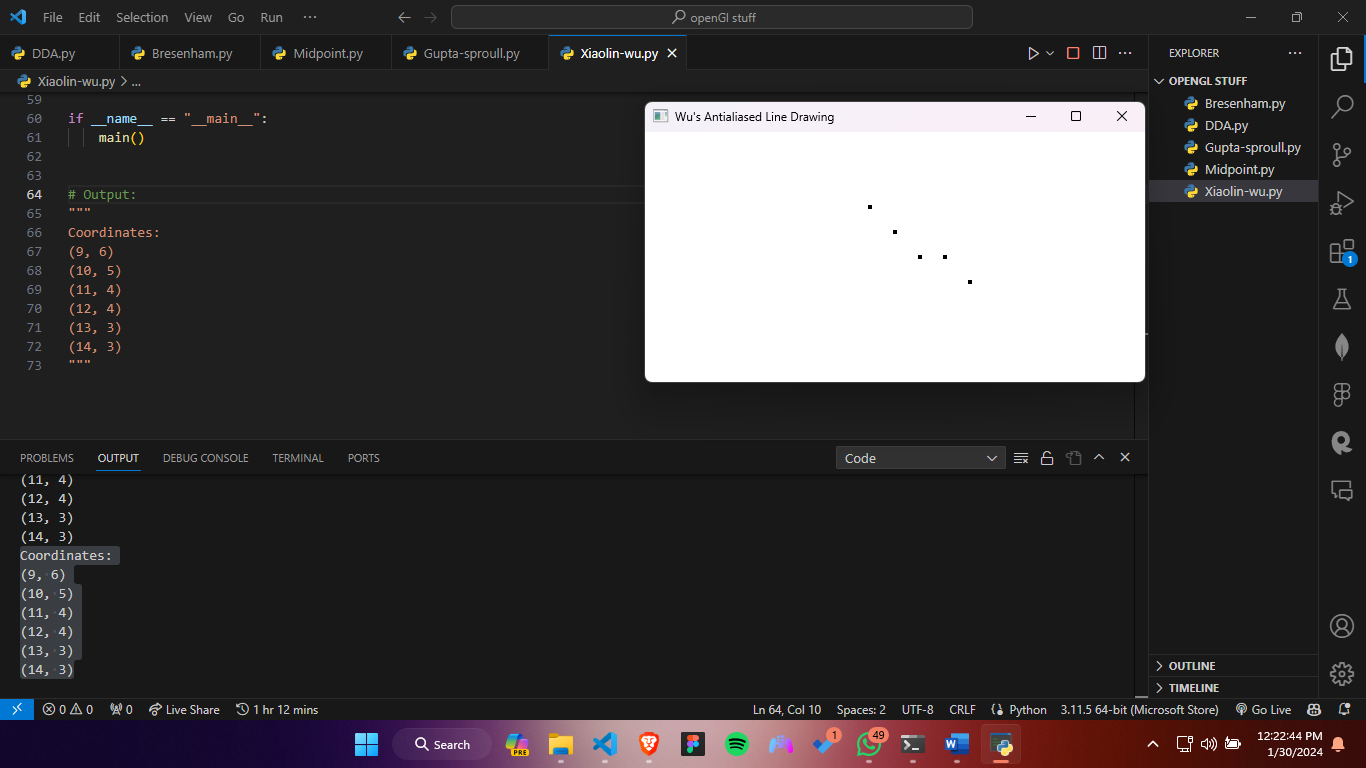 File Edit Selection View Go Run ··· openGl stuff
DDA.py Bresenham.py Midpoint.py Gupta-sproull.py Xiaolin-wu.py
Xiaolin-wu.py > ...
59
60 if __name__ == "__main__":
61 main()
62
63
64 # Output:
65 """
66 Coordinates:
67 (9, 6)
68 (10, 5)
69 (11, 4)
70 (12, 4)
71 (13, 3)
72 (14, 3)
73 """
Wu's Antialiased Line Drawing
EXPLORER
OPENGL STUFF
Bresenham.py
DDA.py
Gupta-sproull.py
Midpoint.py
Xiaolin-wu.py
1
OUTLINE
TIMELINE
PROBLEMS OUTPUT DEBUG CONSOLE TERMINAL PORTS Code
(11, 4)
(12, 4)
(13, 3)
(14, 3)
Coordinates:
(9, 6)
(10, 5)
(11, 4)
(12, 4)
(13, 3)
(14, 3)
0 0 0 Live Share 1 hr 12 mins Ln 64, Col 10 Spaces: 2 UTF-8 CRLF Python 3.11.5 64-bit (Microsoft Store) Go Live
Search PRE 1 49 12:22:44 PM
1/30/2024